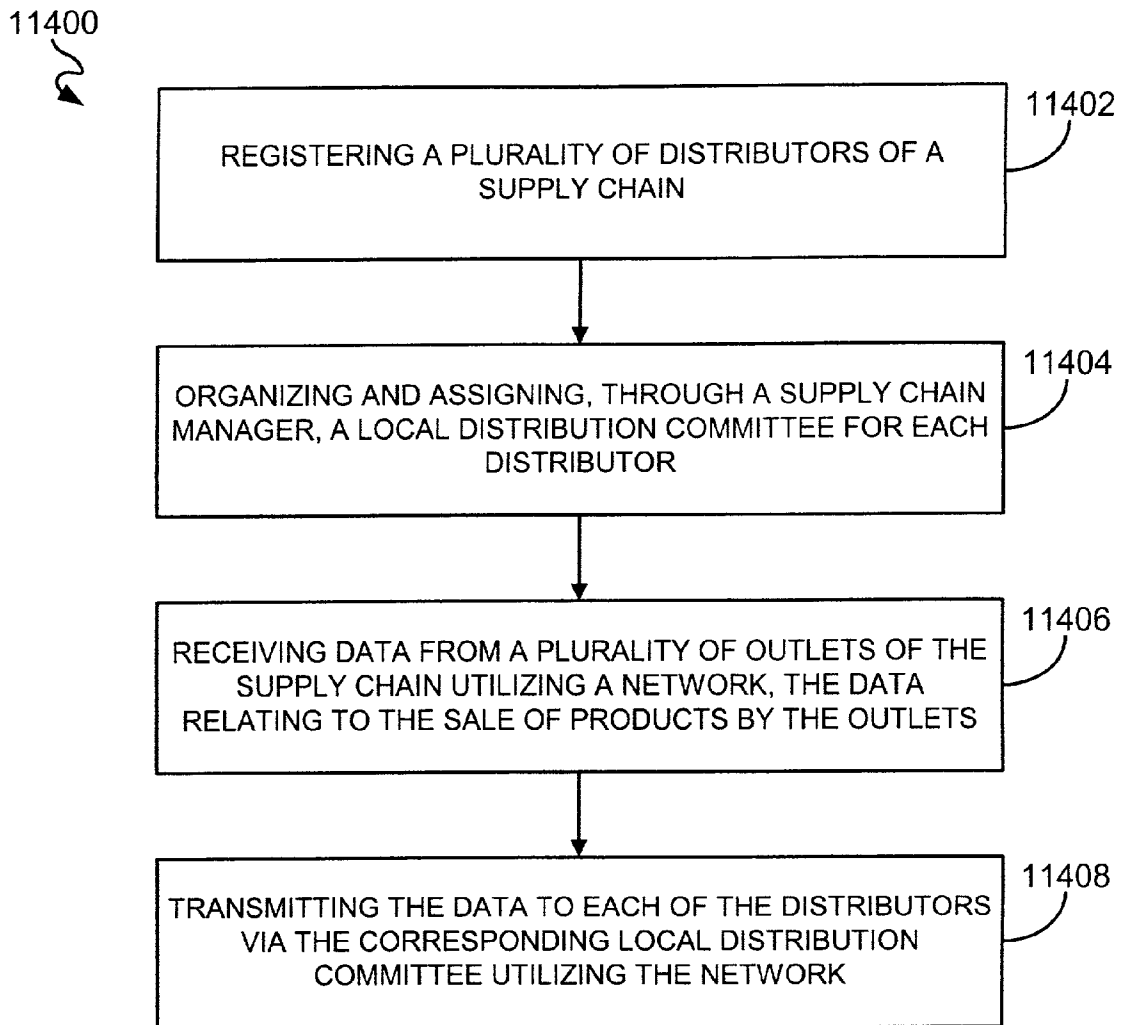 11400
11402
REGISTERING A PLURALITY OF DISTRIBUTORS OF A
SUPPLY CHAIN
11404
ORGANIZING AND ASSIGNING, THROUGH A SUPPLY CHAIN
MANAGER, A LOCAL DISTRIBUTION COMMITTEE FOR EACH
DISTRIBUTOR
11406
RECEIVING DATA FROM A PLURALITY OF OUTLETS OF THE
SUPPLY CHAIN UTILIZING A NETWORK, THE DATA
RELATING TO THE SALE OF PRODUCTS BY THE OUTLETS
11408
TRANSMITTING THE DATA TO EACH OF THE DISTRIBUTORS
VIA THE CORRESPONDING LOCAL DISTRIBUTION
COMMITTEE UTILIZING THE NETWORK